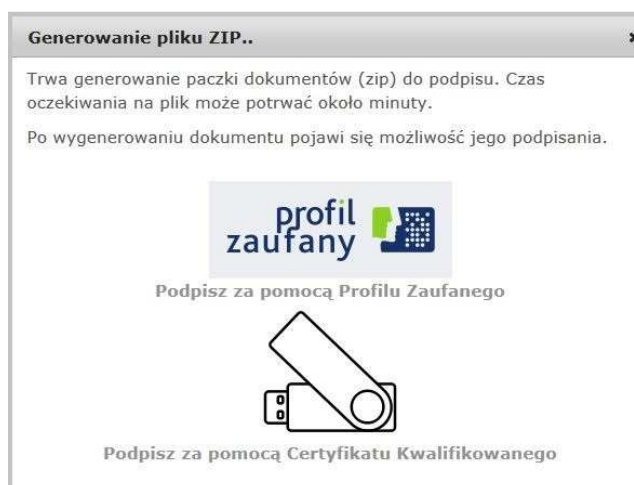 Generowanie pliku ZIP..
Trwa generowanie paczki dokumentów (zip) do podpisu. Czas
oczekiwania na plik może potrwać około minuty.
Po wygenerowaniu dokumentu pojawi się możliwość jego podpisania.
profil
zaufany
Podpisz za pomocą Profilu Zaufanego
Podpisz za pomocą Certyfikatu Kwalifikowanego